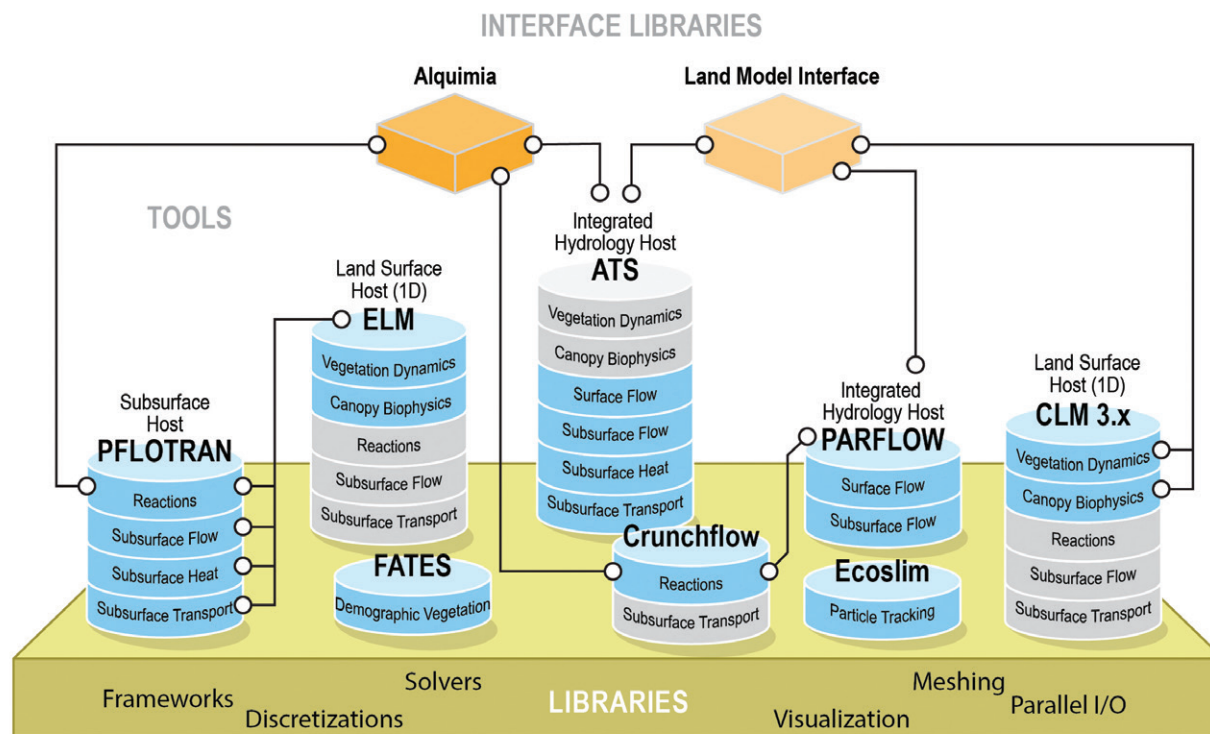 INTERFACE LIBRARIES
Alquimia
Land Model Interface
TOOLS
Integrated
Hydrology Host
ATS
Vegetation Dynamics
Canopy Biophysics
Surface Flow
Subsurface Flow
Subsurface Heat
Subsurface Transport
Land Surface
Host (1D)
ELM
Vegetation Dynamics
Canopy Biophysics
Reactions
Subsurface Flow
Subsurface Transport
Subsurface
Host
PFLOTRAN
Reactions
Subsurface Flow
Subsurface Heat
Subsurface Transport
FATES
Demographic Vegetation
Crunchflow
Reactions
Subsurface Transport
Integrated
Hydrology Host
PARFLOW
Surface Flow
Subsurface Flow
Ecoslim
Particle Tracking
Land Surface
Host (1D)
CLM 3.x
Vegetation Dynamics
Canopy Biophysics
Reactions
Subsurface Flow
Subsurface Transport
Frameworks
Discretizations
Solvers
LIBRARIES
Visualization
Meshing
Parallel I/O